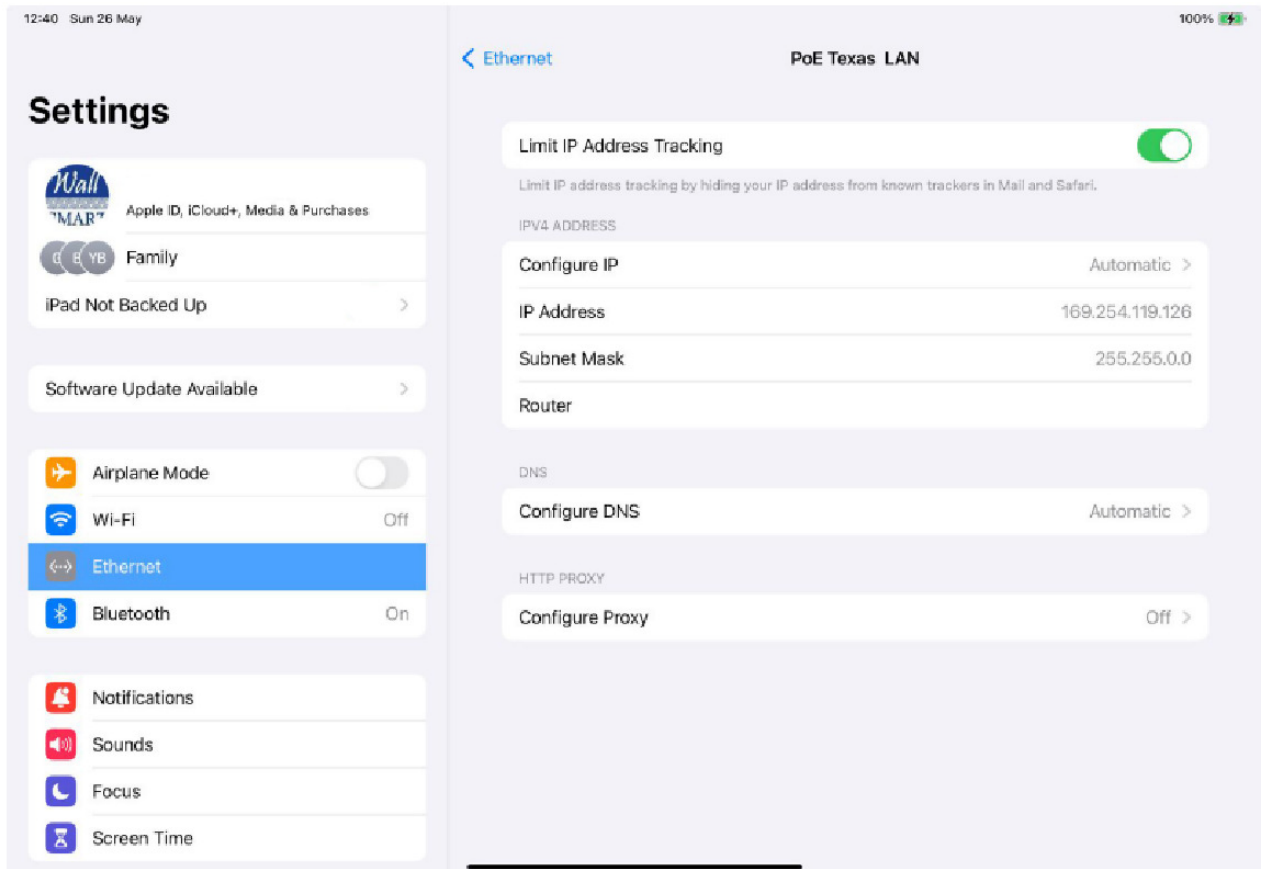 12:40 Sun 26 May
100%
Settings
Wall
"MAR"
Apple ID, iCloud+, Media & Purchases
YB
Family
iPad Not Backed Up
Software Update Available
Airplane Mode
Wi-Fi Off
Ethernet
Bluetooth On
Notifications
Sounds
Focus
Screen Time
Ethernet
PoE Texas LAN
Limit IP Address Tracking
Limit IP address tracking by hiding your IP address from known trackers in Mail and Safari.
IPV4 ADDRESS
Configure IP Automatic
IP Address 169.254.119.126
Subnet Mask 255.255.0.0
Router
DNS
Configure DNS Automatic
HTTP PROXY
Configure Proxy Off